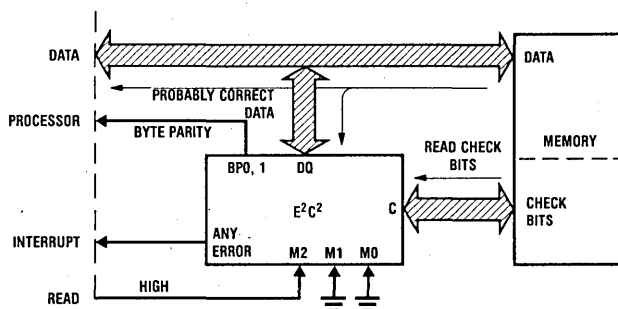 DATA
DATA
PROBABLY CORRECT
DATA
PROCESSOR
BYTE PARITY
READ CHECK
BITS
MEMORY
BP0, 1
DQ
E²C²
C
CHECK
BITS
INTERRUPT
ANY
ERROR
M2 M1 M0
READ
HIGH